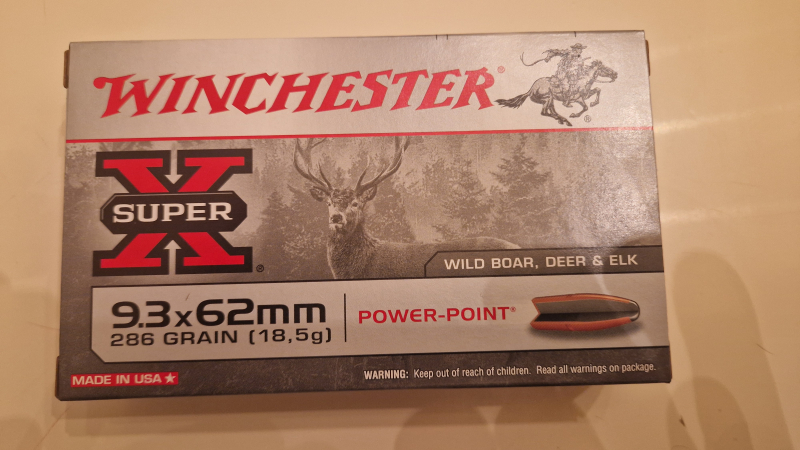 WINCHESTER®
®
SUPER X®
WILD BOAR, DEER & ELK
9.3x62mm
286 GRAIN (18,5g)
POWER-POINT®
MADE IN USA★
WARNING: Keep out of reach of children. Read all warnings on package.